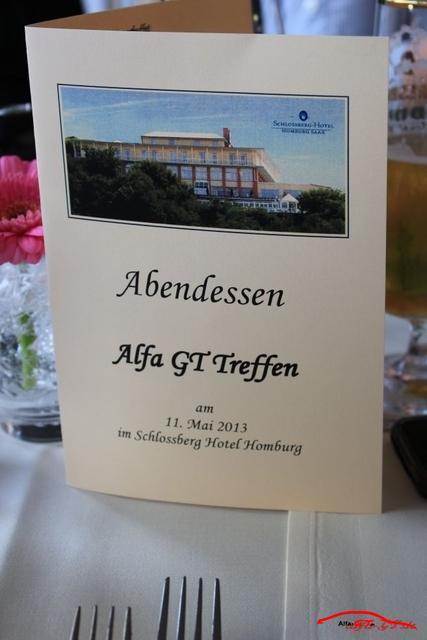 SCHLOSSBERG-HOTEL
HOMBURG SAAR
Abendessen
Alfa GT Treffen
am
11. Mai 2013
im Schlossberg Hotel Homburg